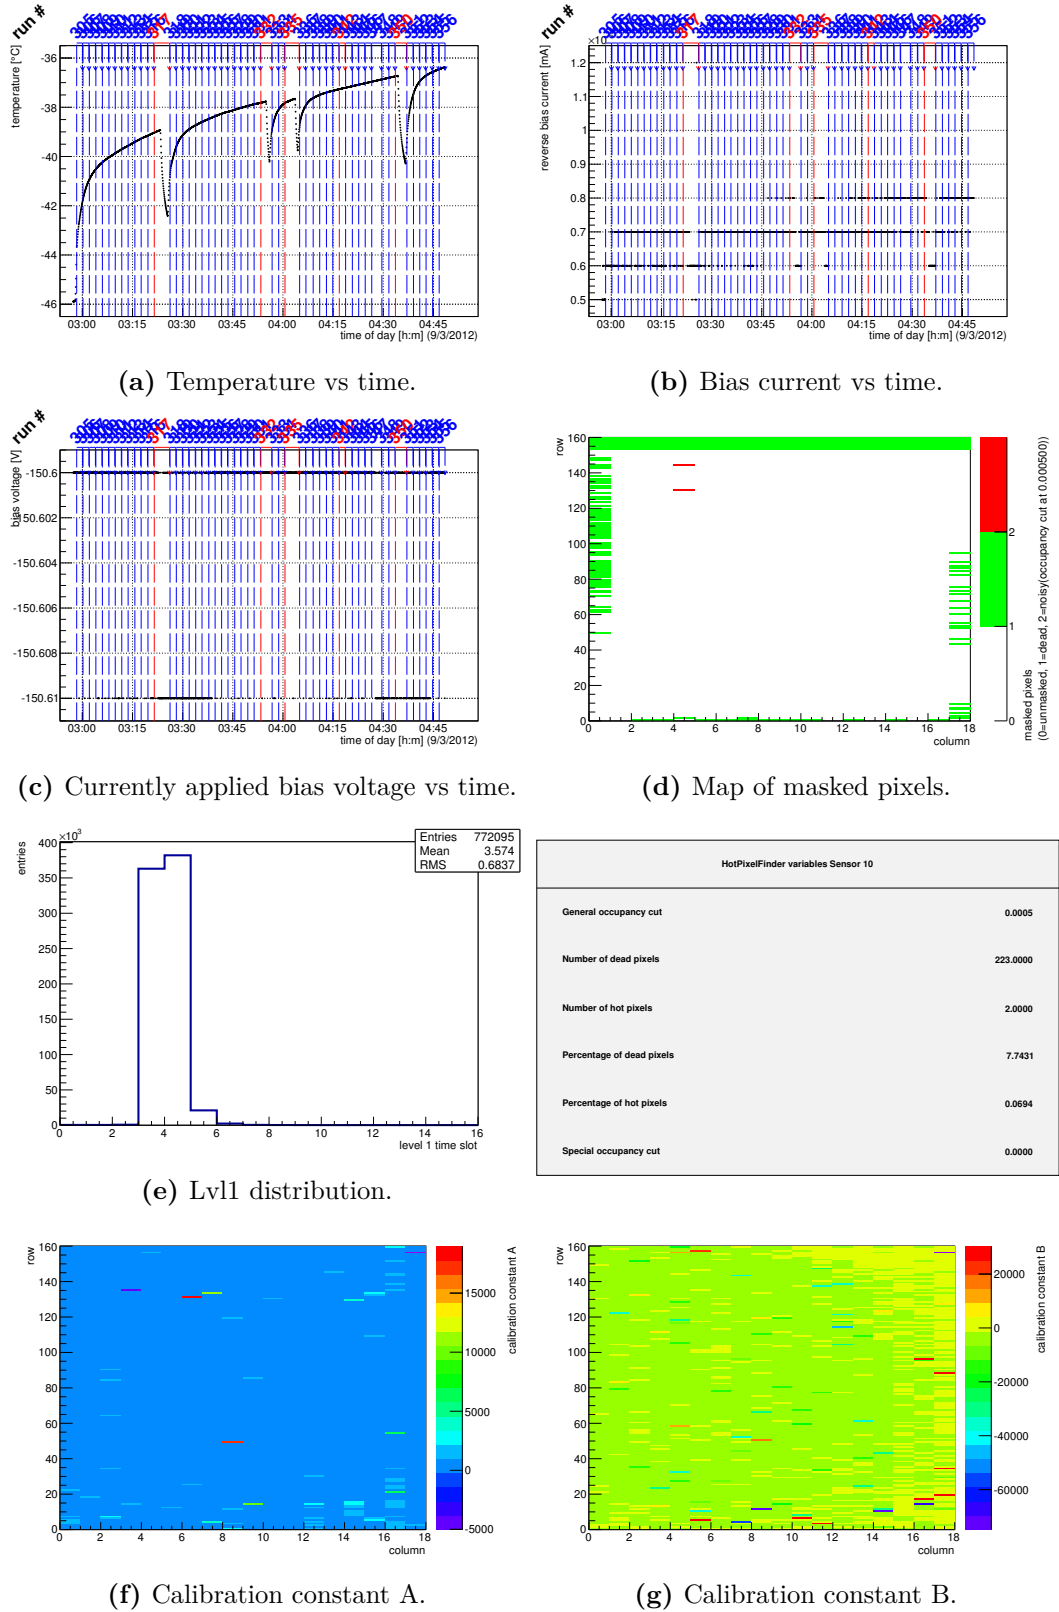 run #
temperature [°C]
-36
-38
-40
-42
-44
-46
03:00 03:15 03:30 03:45 04:00 04:15 04:30 04:45
time of day [h:m] (9/3/2012)
(a) Temperature vs time.
run #
reverse bias current [mA]
1.2
1.1
1
0.9
0.8
0.7
0.6
0.5
03:00 03:15 03:30 03:45 04:00 04:15 04:30 04:45
time of day [h:m] (9/3/2012)
(b) Bias current vs time.
run #
bias voltage [V]
-150.6
-150.602
-150.604
-150.606
-150.608
-150.61
03:00 03:15 03:30 03:45 04:00 04:15 04:30 04:45
time of day [h:m] (9/3/2012)
(c) Currently applied bias voltage vs time.
row
160
140
120
100
80
60
40
20
0
0 2 4 6 8 10 12 14 16 18
column
2
1
0
masked pixels
(0=unmasked, 1=dead, 2=noisy(occupancy cut at 0.000500))
(d) Map of masked pixels.
entries
×10³
400
350
300
250
200
150
100
50
0
0 2 4 6 8 10 12 14 16
level 1 time slot
Entries 772095
Mean 3.574
RMS 0.6837
(e) Lvl1 distribution.
HotPixelFinder variables Sensor 10
General occupancy cut 0.0005
Number of dead pixels 223.0000
Number of hot pixels 2.0000
Percentage of dead pixels 7.7431
Percentage of hot pixels 0.0694
Special occupancy cut 0.0000
row
160
140
120
100
80
60
40
20
0
0 2 4 6 8 10 12 14 16 18
column
15000
10000
5000
0
-5000
calibration constant A
(f) Calibration constant A.
row
160
140
120
100
80
60
40
20
0
0 2 4 6 8 10 12 14 16 18
column
20000
0
-20000
-40000
-60000
calibration constant B
(g) Calibration constant B.